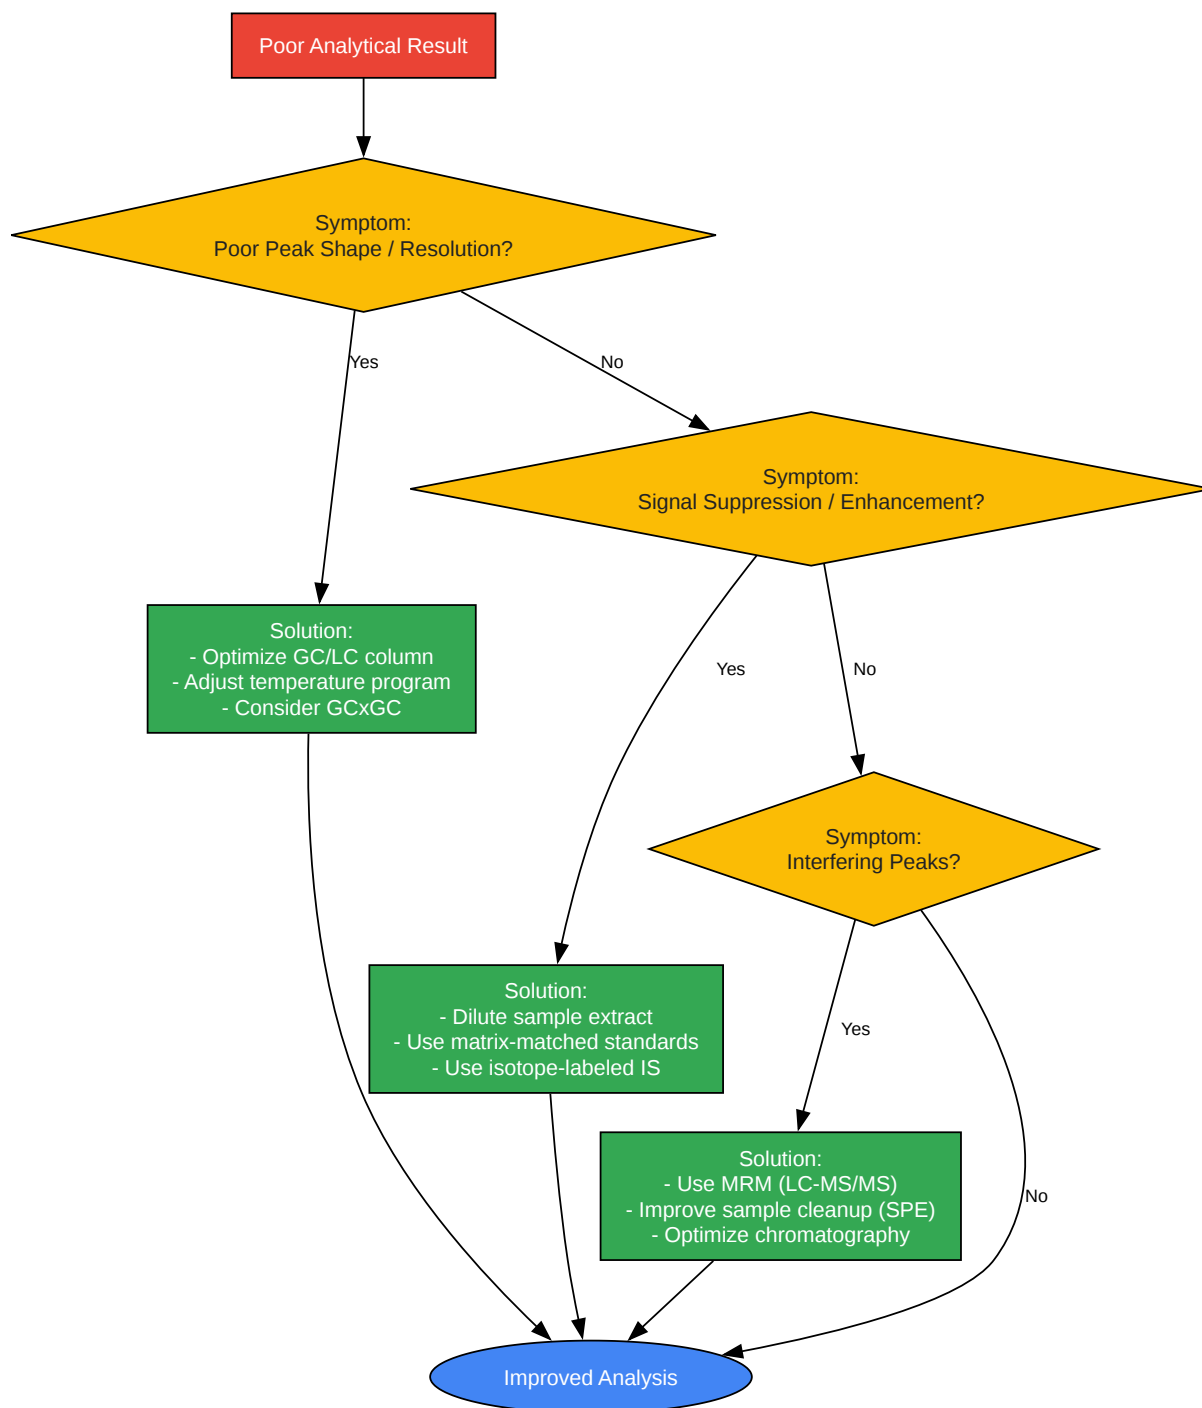 Poor Analytical Result
Symptom:
Poor Peak Shape / Resolution?
Yes
No
Symptom:
Signal Suppression / Enhancement?
Solution:
- Optimize GC/LC column
- Adjust temperature program
- Consider GCxGC
Yes
No
Symptom:
Interfering Peaks?
Solution:
- Dilute sample extract
- Use matrix-matched standards
- Use isotope-labeled IS
Yes
No
Solution:
- Use MRM (LC-MS/MS)
- Improve sample cleanup (SPE)
- Optimize chromatography
Improved Analysis